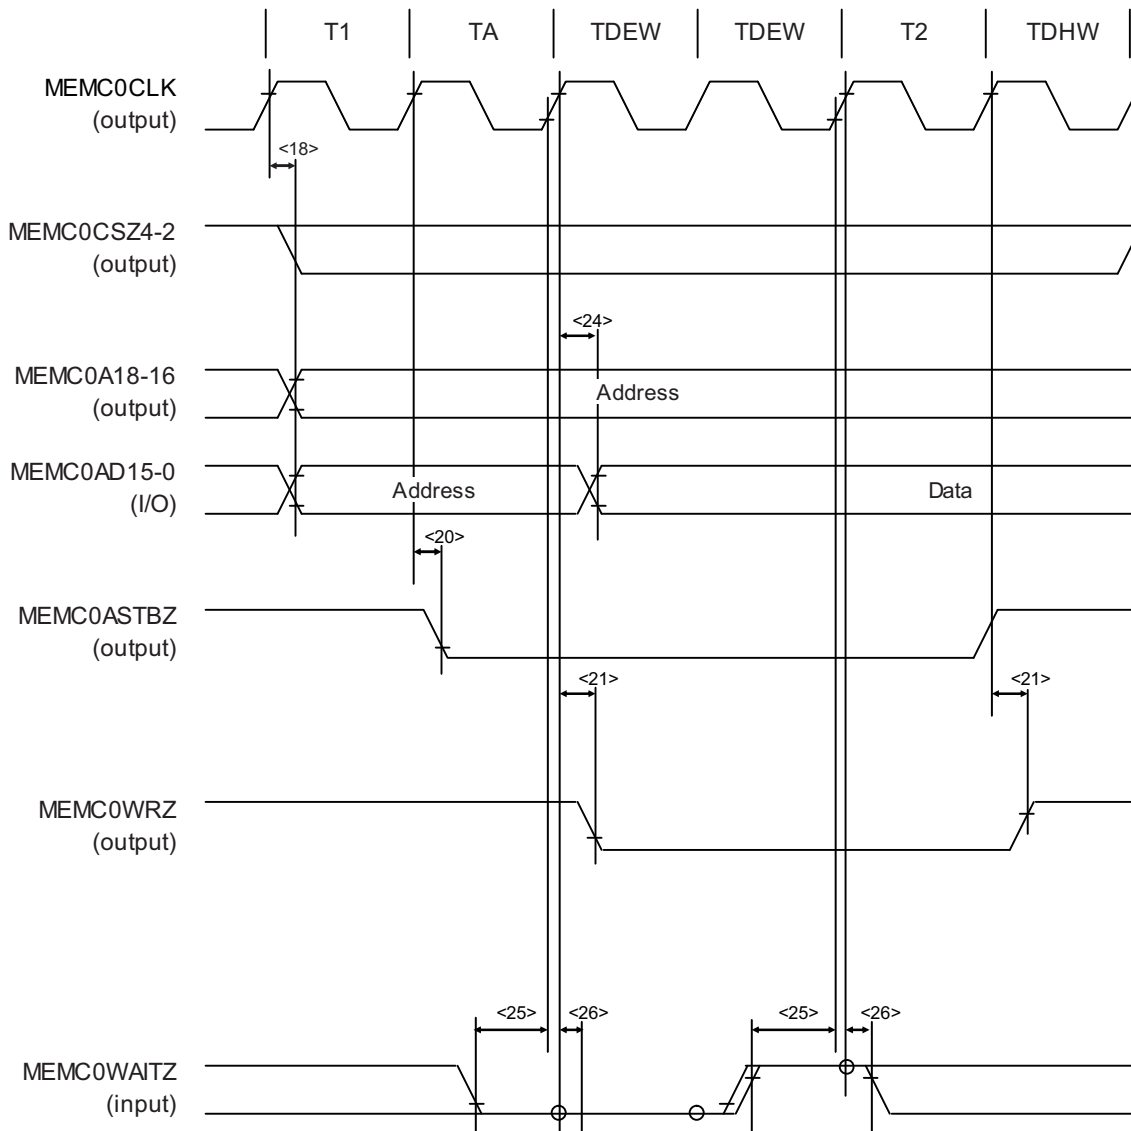 T1 TA TDEW TDEW T2 TDHW
MEMC0CLK
(output)
<18>
MEMC0CSZ4-2
(output)
<24>
MEMC0A18-16
(output)
Address
MEMC0AD15-0
(I/O)
Address Data
<20>
MEMC0ASTBZ
(output)
<21> <21>
MEMC0WRZ
(output)
<25> <26> <25> <26>
MEMC0WAITZ
(input)